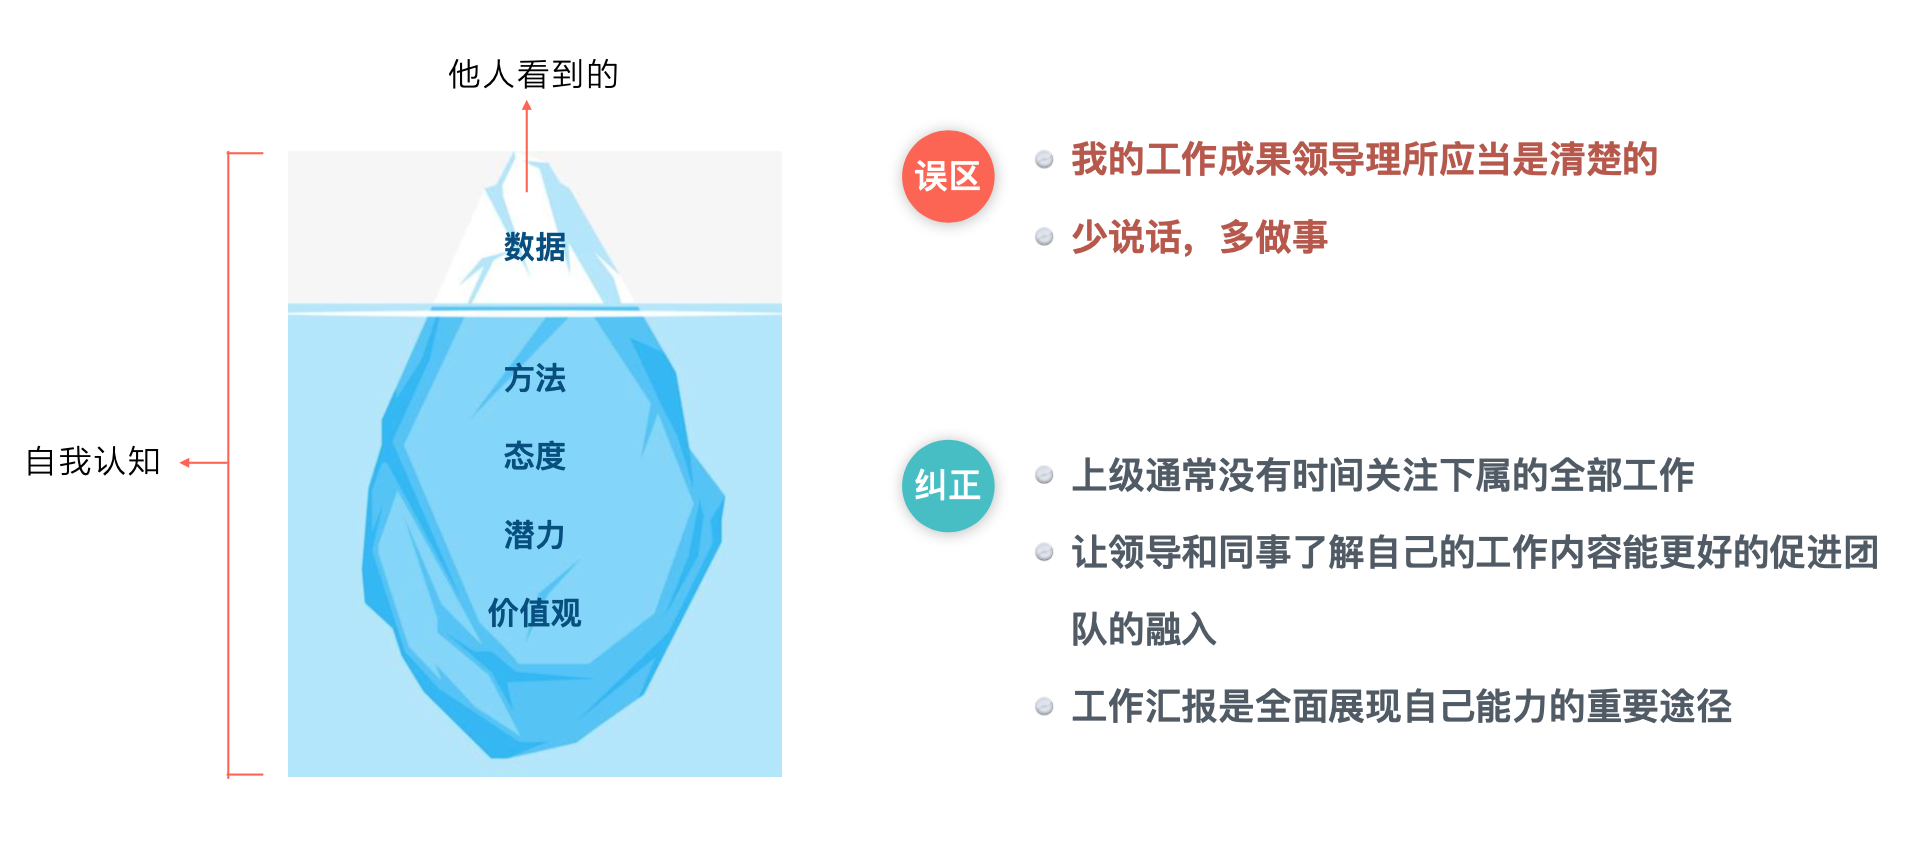 他人看到的
数据
方法
态度
潜力
价值观
自我认知
误区
我的工作成果领导理所应当是清楚的
少说话，多做事
纠正
上级通常没有时间关注下属的全部工作
让领导和同事了解自己的工作内容能更好的促进团
队的融入
工作汇报是全面展现自己能力的重要途径